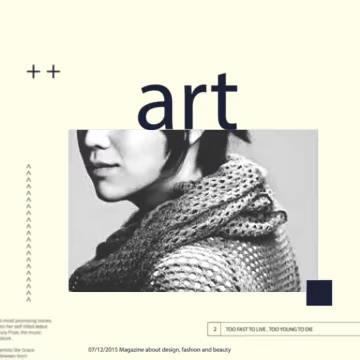 ++
art
2 TOO FAST TO LIVE, TOO YOUNG TO DIE
07/12/2015 Magazine about design, fashion and beauty